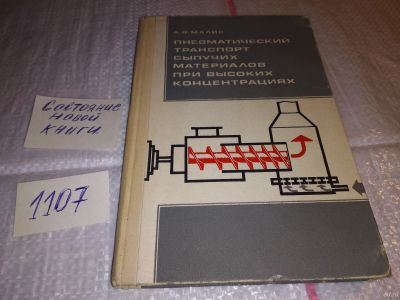 А.Я.МАЛИС
ПНЕВМАТИЧЕСКИЙ
ТРАНСПОРТ
СЫПУЧИХ
МАТЕРИАЛОВ
ПРИ ВЫСОКИХ
КОНЦЕНТРАЦИЯХ
Состояние
новой
книги
1107